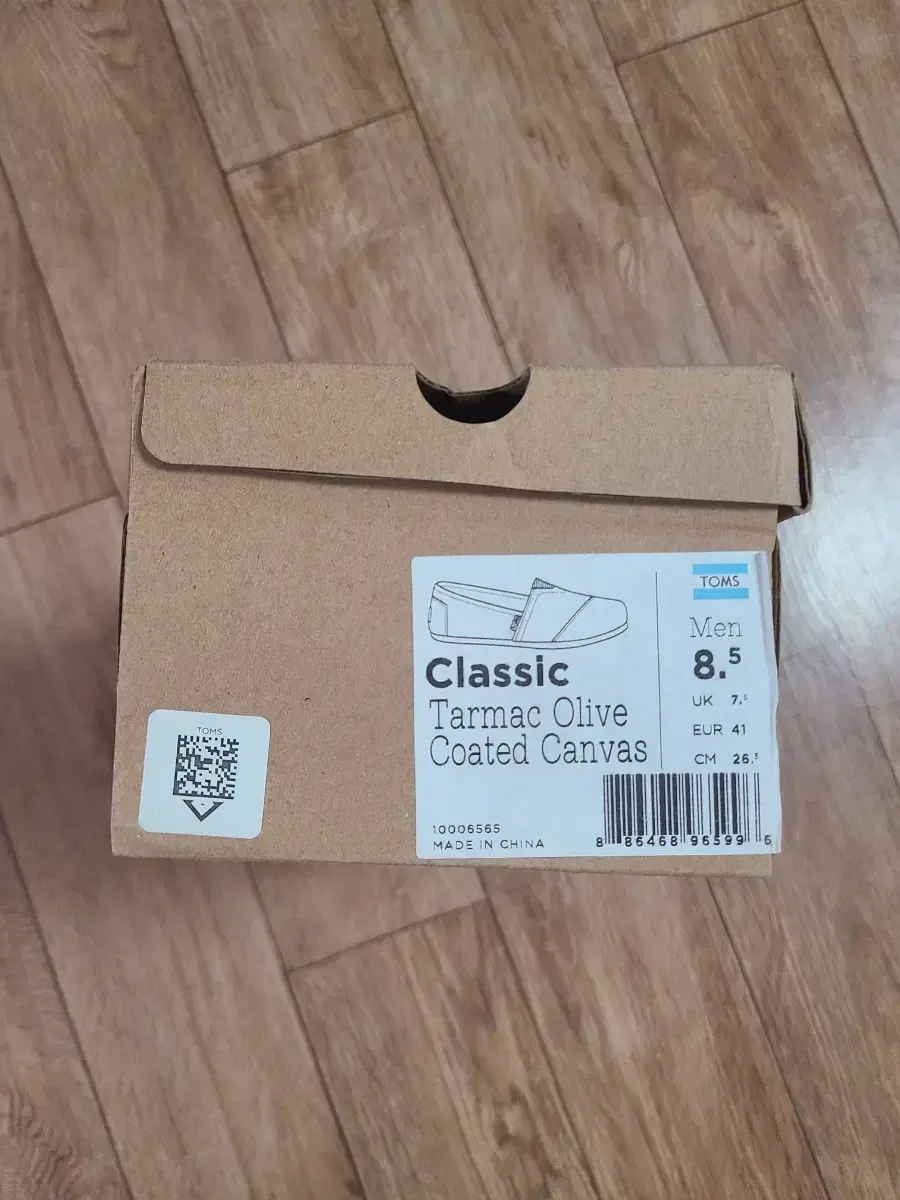 TOMS
Men
8.5
UK 7.5
EUR 41
CM 26.5
Classic
Tarmac Olive
Coated Canvas
10006565
MADE IN CHINA
8 86468 96599 6
TOMS